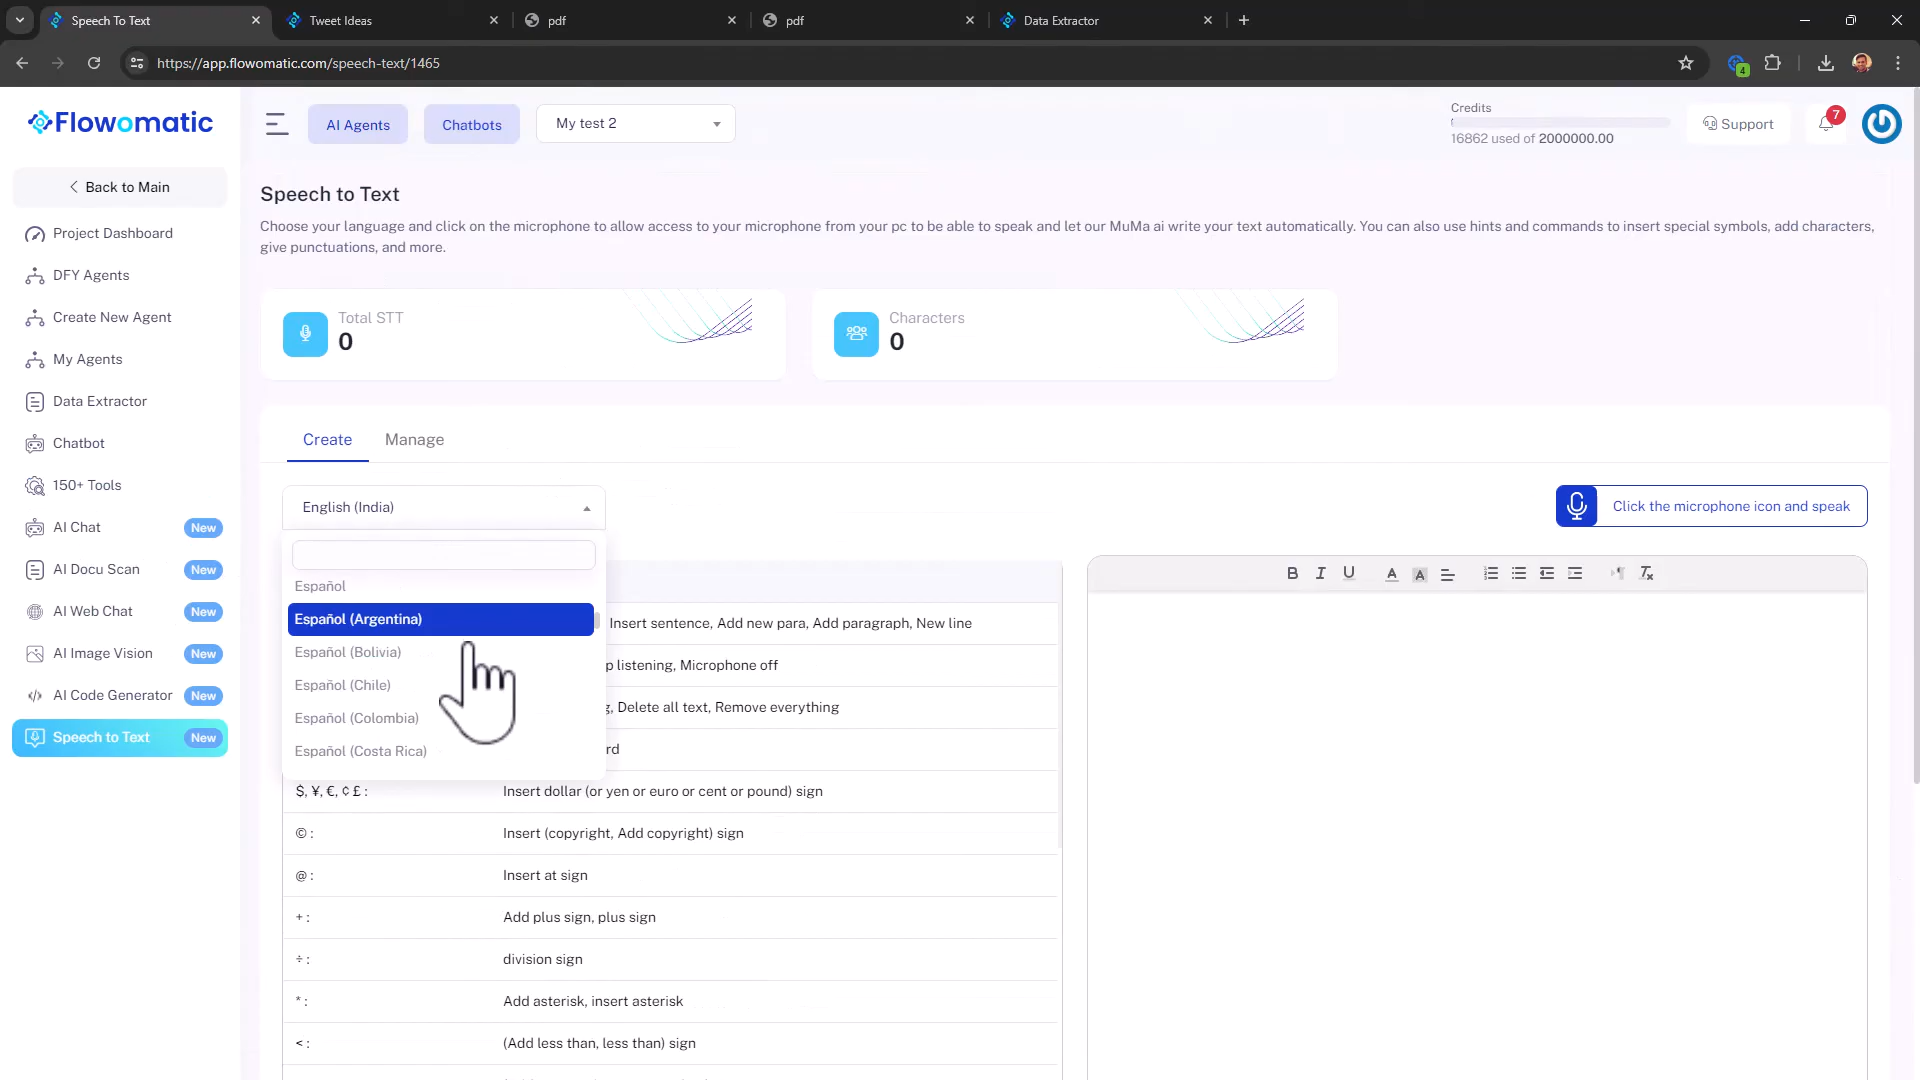 Speech To Text
Tweet Ideas
pdf
pdf
Data Extractor
https://app.flowomatic.com/speech-text/1465
4
Flowomatic
AI Agents
Chatbots
My test 2
Credits
16862 used of 2000000.00
Support
7
Back to Main
Project Dashboard
DFY Agents
Create New Agent
My Agents
Data Extractor
Chatbot
150+ Tools
AI Chat New
AI Docu Scan New
AI Web Chat New
AI Image Vision New
AI Code Generator New
Speech to Text New
Speech to Text
Choose your language and click on the microphone to allow access to your microphone from your pc to be able to speak and let our MuMa ai write your text automatically. You can also use hints and commands to insert special symbols, add characters,
give punctuations, and more.
Total STT
0
Characters
0
Create
Manage
English (India)
Click the microphone icon and speak
Español
Español (Argentina)
Español (Bolivia)
Español (Chile)
Español (Colombia)
Español (Costa Rica)
Insert sentence, Add new para, Add paragraph, New line
p listening, Microphone off
g, Delete all text, Remove everything
rd
$, ¥, €, ¢ £ : Insert dollar (or yen or euro or cent or pound) sign
© : Insert (copyright, Add copyright) sign
@ : Insert at sign
+ : Add plus sign, plus sign
÷ : division sign
* : Add asterisk, insert asterisk
< : (Add less than, less than) sign
B I U A A